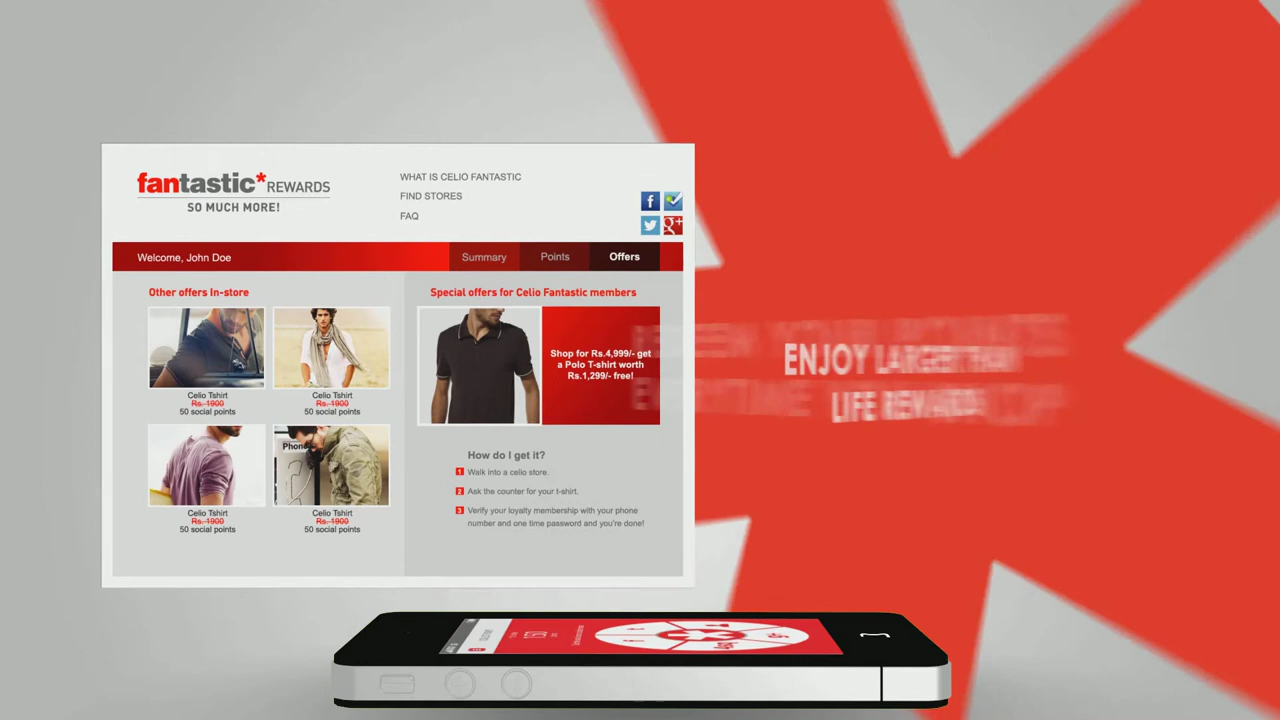 fantastic* REWARDS
SO MUCH MORE!
WHAT IS CELIO FANTASTIC
FIND STORES
FAQ
Welcome, John Doe
Summary
Points
Offers
Other offers In-store
Celio Tshirt
Rs. 1900
50 social points
Celio Tshirt
Rs. 1900
50 social points
Phone
Celio Tshirt
Rs. 1900
50 social points
Celio Tshirt
Rs. 1900
50 social points
Special offers for Celio Fantastic members
Shop for Rs.4,999/- get
a Polo T-shirt worth
Rs.1,299/- free!
How do I get it?
1 Walk into a celio store.
2 Ask the counter for your t-shirt.
3 Verify your loyalty membership with your phone
number and one time password and you're done!
ENJOY LARGER THAN
LIFE REWARDS